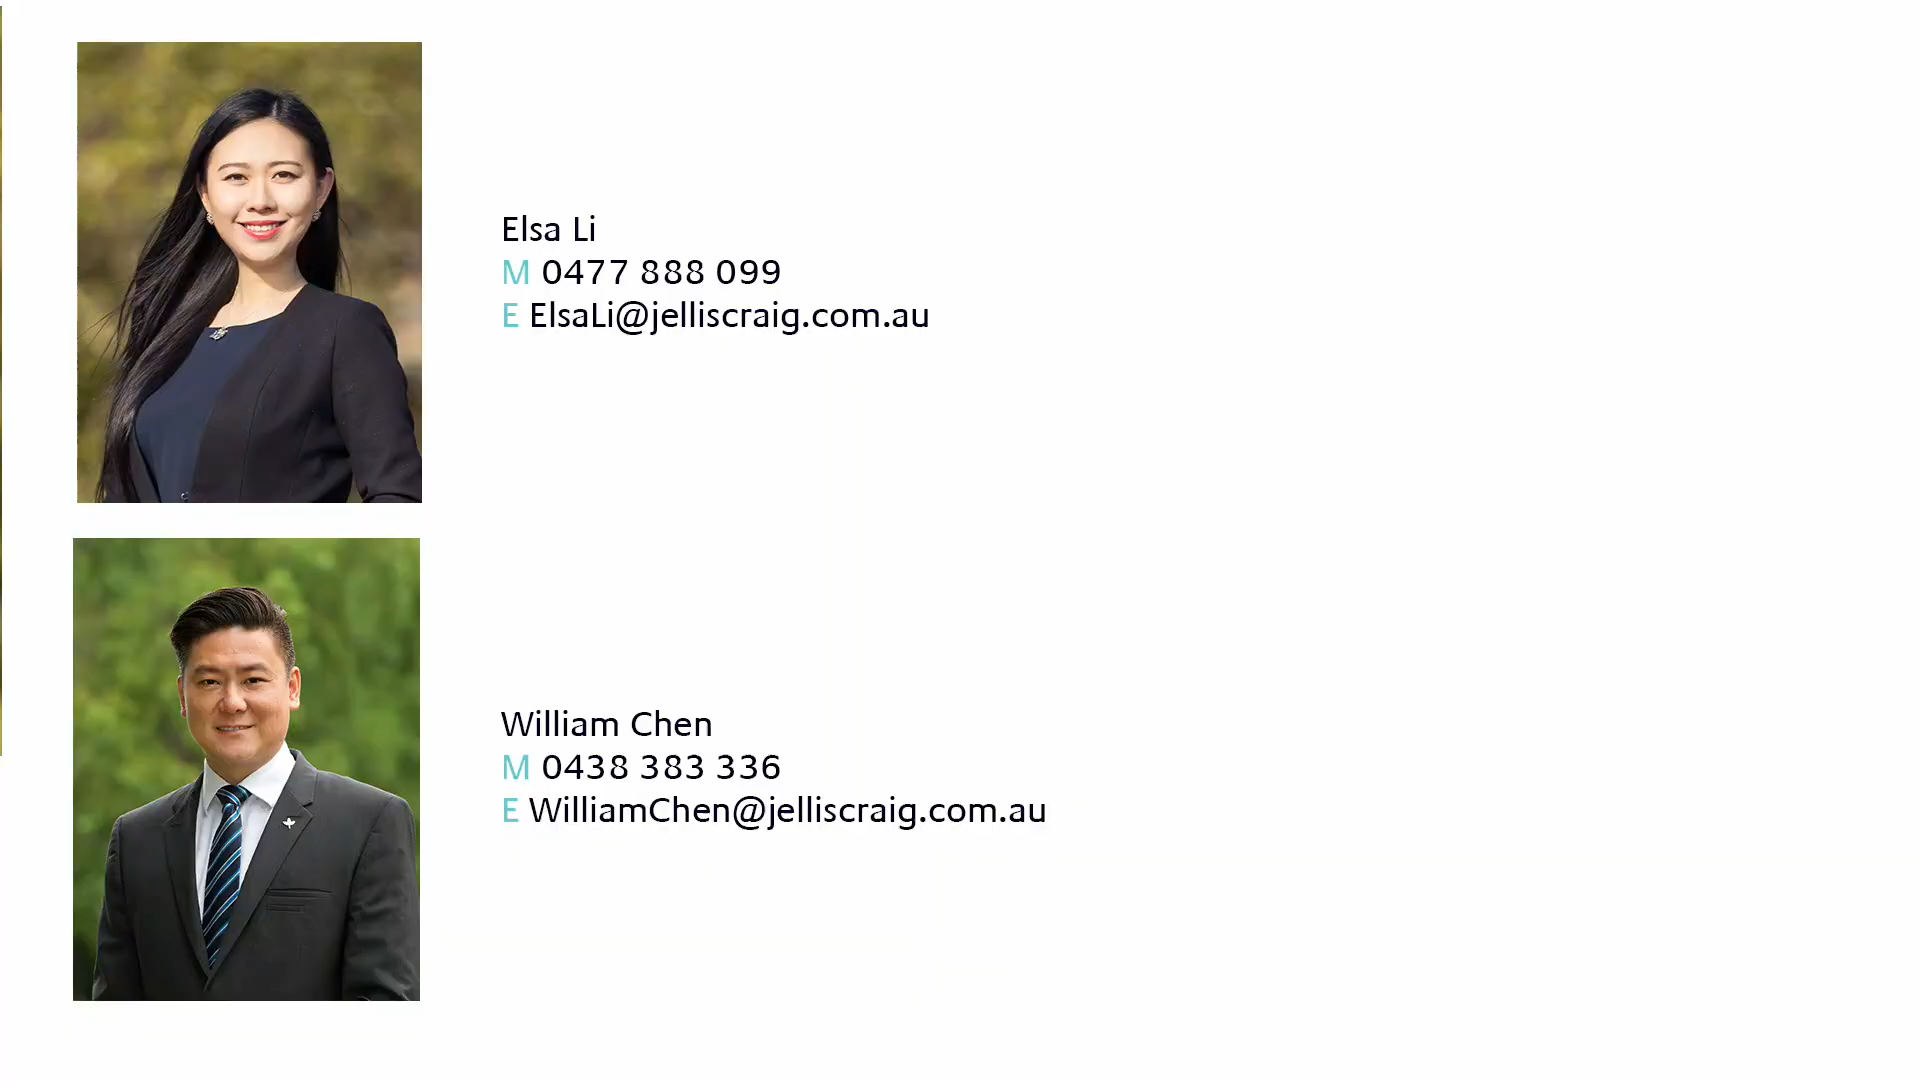 Elsa Li
M 0477 888 099
E ElsaLi@jelliscraig.com.au
William Chen
M 0438 383 336
E WilliamChen@jelliscraig.com.au